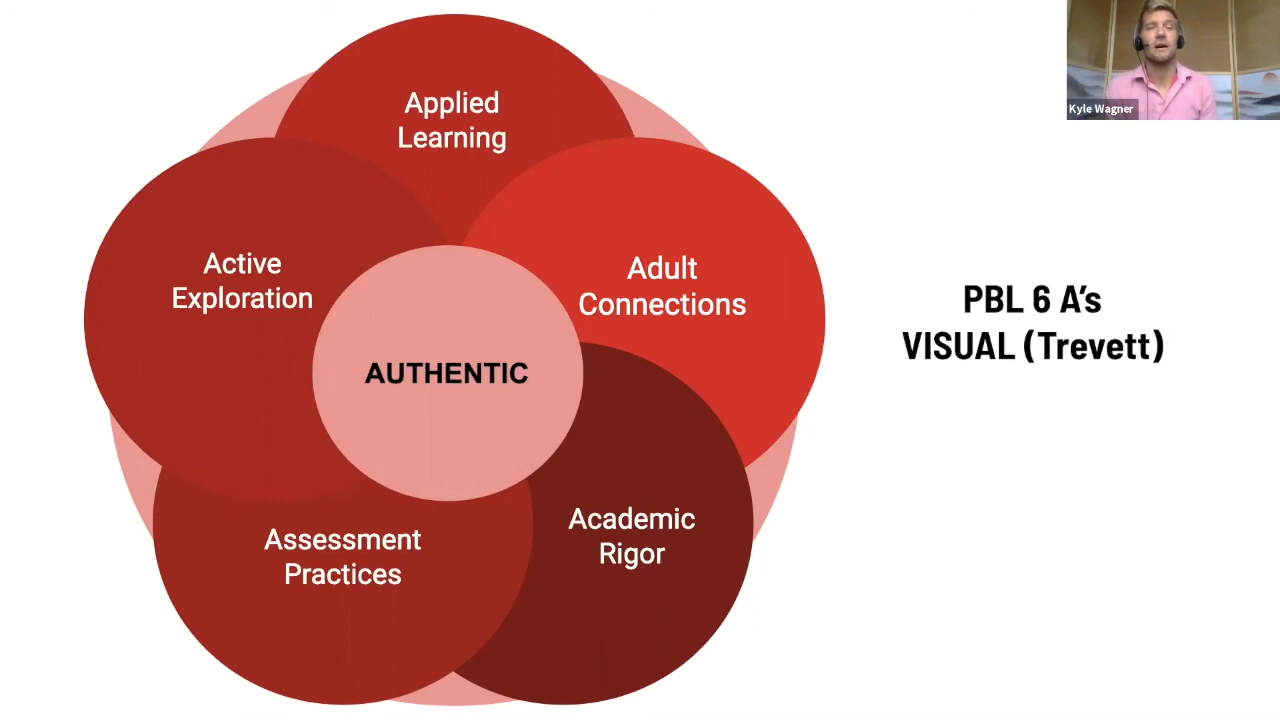 Applied
Learning
Active
Exploration
Adult
Connections
AUTHENTIC
Assessment
Practices
Academic
Rigor
PBL 6 A’s
VISUAL (Trevett)
Kyle Wagner